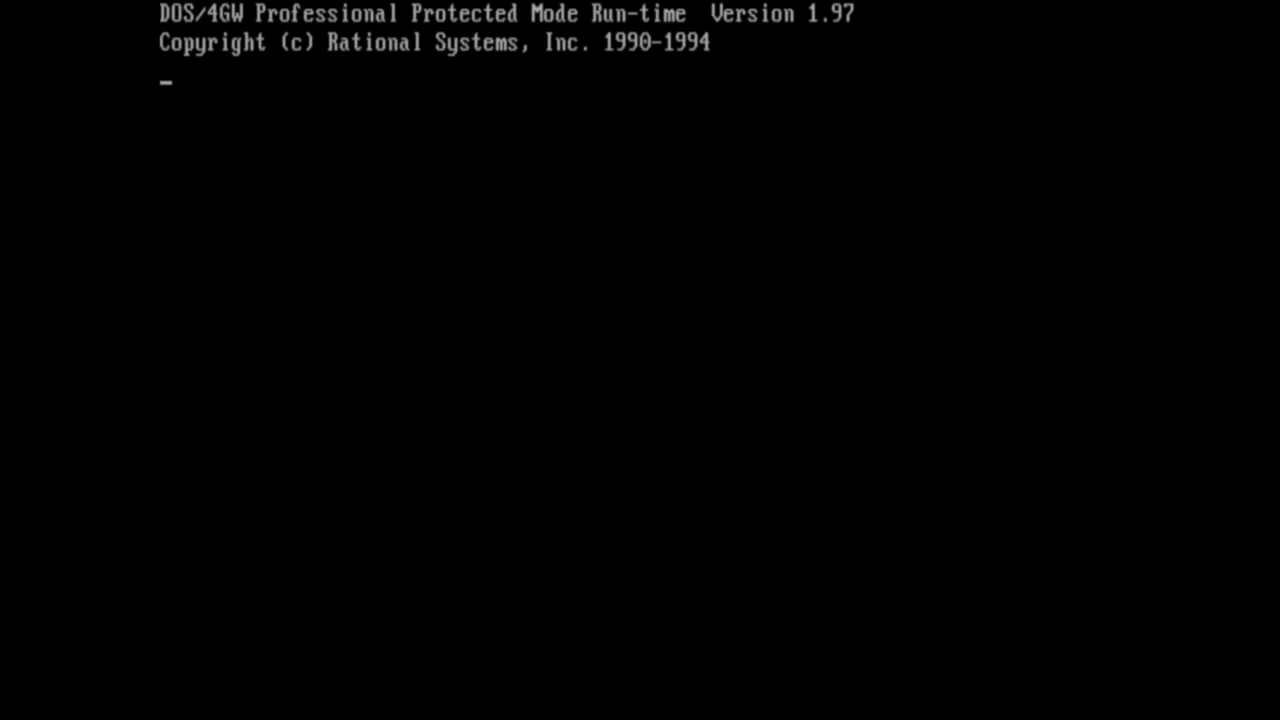 DOS/4GW Professional Protected Mode Run-time  Version 1.97
Copyright (c) Rational Systems, Inc. 1990-1994